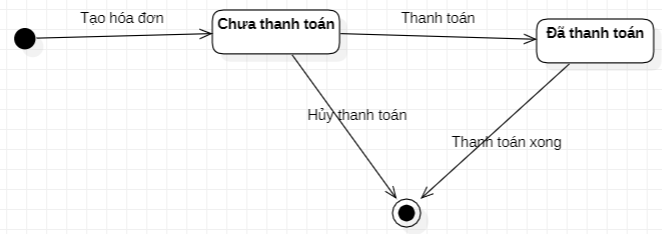 Tạo hóa đơn
Chưa thanh toán
Thanh toán
Đã thanh toán
Hủy thanh toán
Thanh toán xong